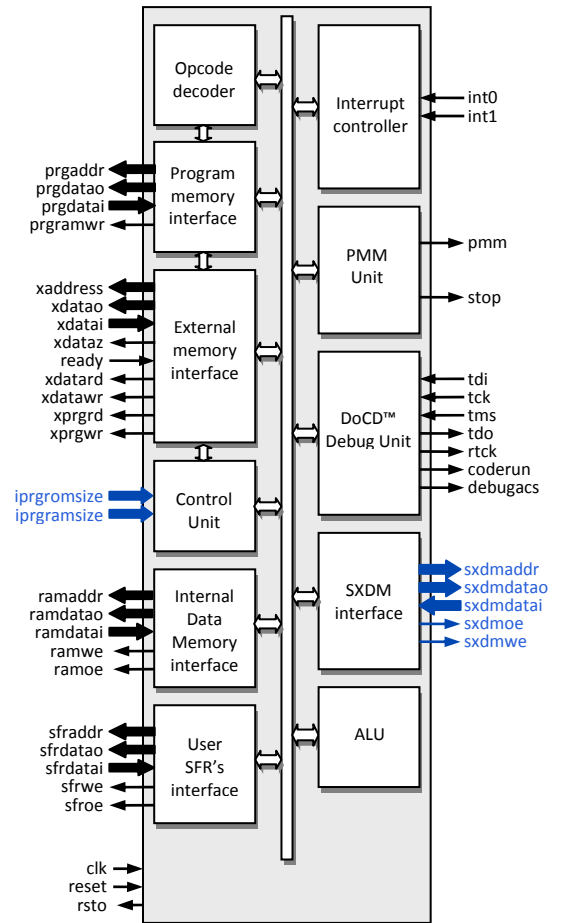 Opcode
decoder
prgaddr
prgdatao
prgdatai
prgramwr
Program
memory
interface
xaddress
xdatao
xdatai
xdataz
ready
xdatard
xdatawr
xprgrd
xprgwr
External
memory
interface
iprgromsize
iprgramsize
Control
Unit
ramaddr
ramdatao
ramdatai
ramwe
ramoe
Internal
Data
Memory
interface
sfraddr
sfrdatao
sfrdatai
sfrwe
sfroe
User
SFR's
interface
clk
reset
rsto
Interrupt
controller
int0
int1
PMM
Unit
pmm
stop
DoCD™
Debug Unit
tdi
tck
tms
tdo
rtck
coderun
debugacs
SXDM
interface
sxdmaddr
sxdmdatao
sxdmdatai
sxdmoe
sxdmwe
ALU